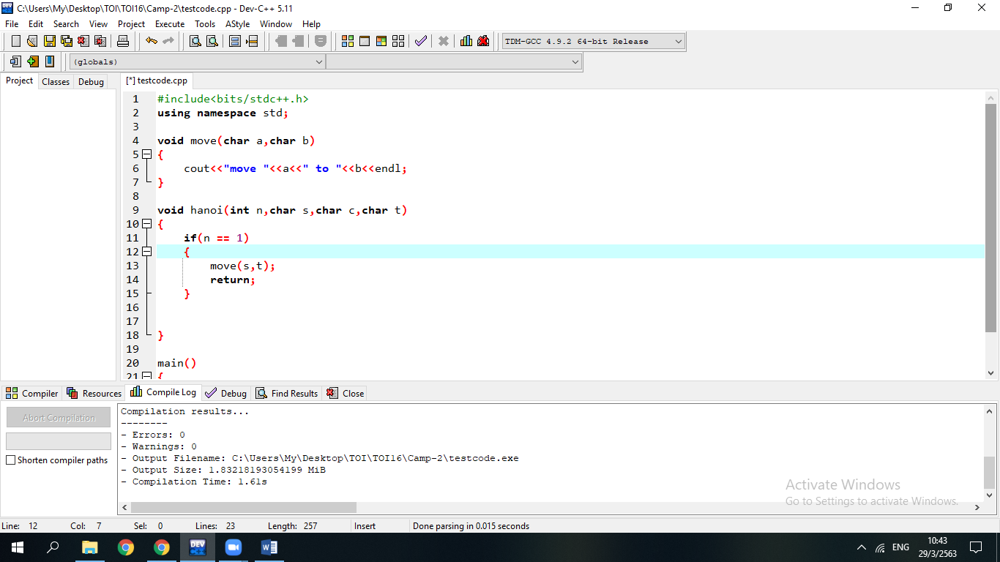 C:\Users\My\Desktop\TOI\TOI16\Camp-2\testcode.cpp - Dev-C++ 5.11
File Edit Search View Project Execute Tools AStyle Window Help
TDM-GCC 4.9.2 64-bit Release
(globals)
Project Classes Debug [*] testcode.cpp
1 #include<bits/stdc++.h>
2 using namespace std;
3
4 void move(char a,char b)
5 {
6 cout<<"move "<<a<<" to "<<b<<endl;
7 }
8
9 void hanoi(int n,char s,char c,char t)
10 {
11 if(n == 1)
12 {
13 move(s,t);
14 return;
15 }
16
17
18 }
19
20 main()
21 {
Compiler Resources Compile Log Debug Find Results Close
Abort Compilation
Shorten compiler paths
Compilation results...
--------
- Errors: 0
- Warnings: 0
- Output Filename: C:\Users\My\Desktop\TOI\TOI16\Camp-2\testcode.exe
- Output Size: 1.83218193054199 MiB
- Compilation Time: 1.61s
Activate Windows
Go to Settings to activate Windows.
Line: 12 Col: 7 Sel: 0 Lines: 23 Length: 257 Insert Done parsing in 0.015 seconds
DEV
W
ENG
10:43
29/3/2563